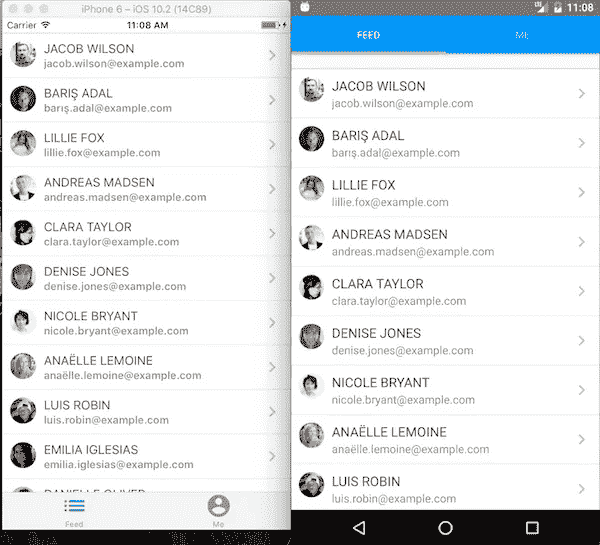 iPhone 6 – iOS 10.2 (14C89)
Carrier
11:08 AM
JACOB WILSON
jacob.wilson@example.com
BARIŞ ADAL
barış.adal@example.com
LILLIE FOX
lillie.fox@example.com
ANDREAS MADSEN
andreas.madsen@example.com
CLARA TAYLOR
clara.taylor@example.com
DENISE JONES
denise.jones@example.com
NICOLE BRYANT
nicole.bryant@example.com
ANAËLLE LEMOINE
anaëlle.lemoine@example.com
LUIS ROBIN
luis.robin@example.com
EMILIA IGLESIAS
emilia.iglesias@example.com
DANIELLE OLIVER
Feed
Me
11:08
FEED
ME
JACOB WILSON
jacob.wilson@example.com
BARIŞ ADAL
barış.adal@example.com
LILLIE FOX
lillie.fox@example.com
ANDREAS MADSEN
andreas.madsen@example.com
CLARA TAYLOR
clara.taylor@example.com
DENISE JONES
denise.jones@example.com
NICOLE BRYANT
nicole.bryant@example.com
ANAËLLE LEMOINE
anaëlle.lemoine@example.com
LUIS ROBIN
luis.robin@example.com